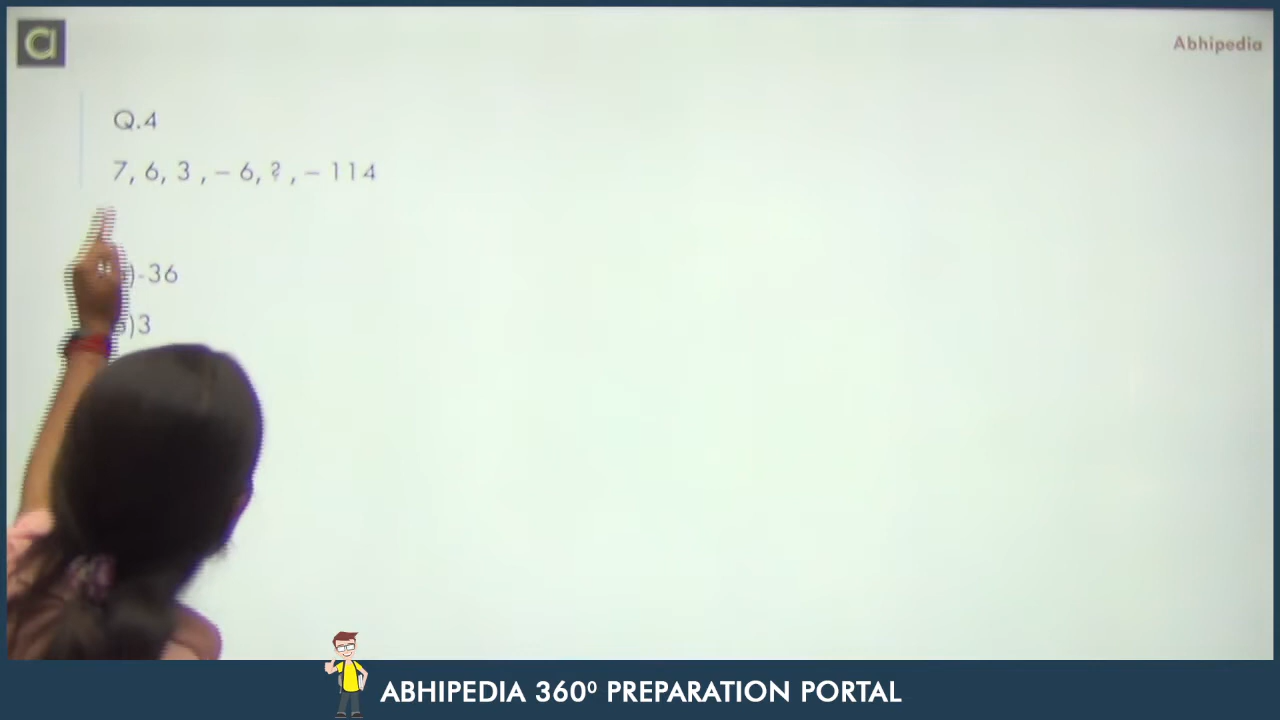 a
Abhipedia
Q.4
7, 6, 3 , – 6, ? , – 114
)-36
)3
ABHIPEDIA 360⁰ PREPARATION PORTAL